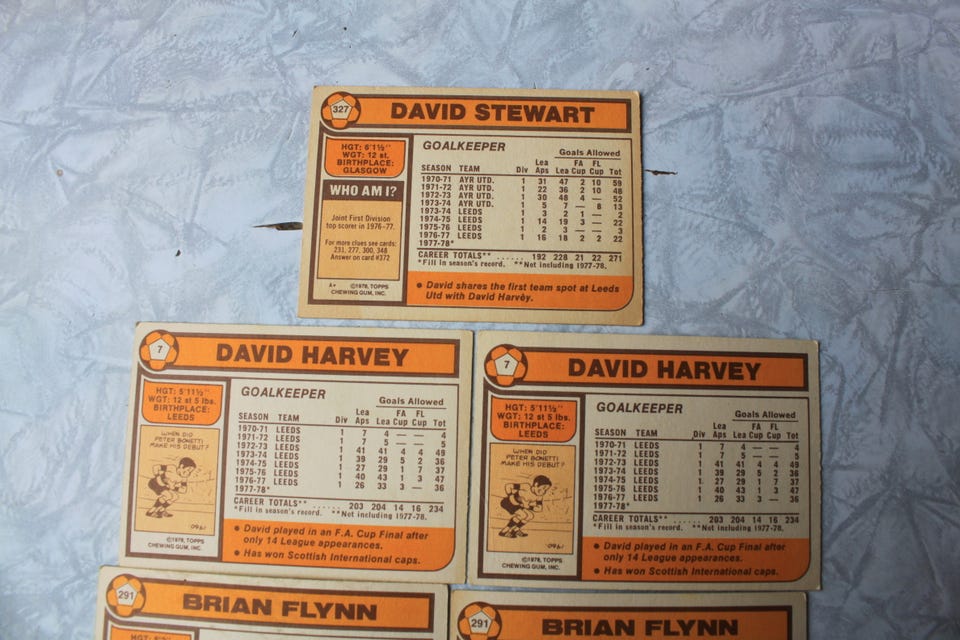 327
DAVID STEWART
HGT: 6'1½"
WGT: 12 st.
BIRTHPLACE:
GLASGOW
WHO AM I?
Joint First Division
top scorer in 1976-77.
For more clues see cards:
231, 277, 300, 348
Answer on card #372
A* ©1978, TOPPS
CHEWING GUM, INC.
GOALKEEPER
Goals Allowed
Lea FA FL
SEASON TEAM Div Aps Lea Cup Cup Tot
1970-71 AYR UTD. 1 31 47 2 10 59
1971-72 AYR UTD. 1 22 36 2 10 48
1972-73 AYR UTD. 1 30 48 4 — 52
1973-74 AYR UTD. 1 5 7 — 8 13
1973-74 LEEDS 1 3 2 1 — 2
1974-75 LEEDS 1 14 19 3 — 22
1975-76 LEEDS 1 2 3 — — 3
1976-77 LEEDS 1 16 18 2 2 22
1977-78*
CAREER TOTALS** ...... 192 228 21 22 271
*Fill in season's record. **Not including 1977-78.
• David shares the first team spot at Leeds
Utd with David Harvey.
7
DAVID HARVEY
HGT: 5'11½"
WGT: 12 st 5 lbs.
BIRTHPLACE:
LEEDS
WHEN DID
PETER BONETTI
MAKE HIS DEBUT?
0961
©1978, TOPPS
CHEWING GUM, INC.
GOALKEEPER
Goals Allowed
Lea FA FL
SEASON TEAM Div Aps Lea Cup Cup Tot
1970-71 LEEDS 1 7 4 — — 4
1971-72 LEEDS 1 7 5 — — 5
1972-73 LEEDS 1 41 41 4 4 49
1973-74 LEEDS 1 39 29 5 2 36
1974-75 LEEDS 1 27 29 1 7 37
1975-76 LEEDS 1 40 43 1 3 47
1976-77 LEEDS 1 26 33 3 — 36
1977-78*
CAREER TOTALS** ...... 203 204 14 16 234
*Fill in season's record. **Not including 1977-78.
• David played in an F.A. Cup Final after
only 14 League appearances.
• Has won Scottish International caps.
7
DAVID HARVEY
HGT: 5'11½"
WGT: 12 st 5 lbs.
BIRTHPLACE:
LEEDS
WHEN DID
PETER BONETTI
MAKE HIS DEBUT?
0961
©1978, TOPPS
CHEWING GUM, INC.
GOALKEEPER
Goals Allowed
Lea FA FL
SEASON TEAM Div Aps Lea Cup Cup Tot
1970-71 LEEDS 1 7 4 — — 4
1971-72 LEEDS 1 7 5 — — 5
1972-73 LEEDS 1 41 41 4 4 49
1973-74 LEEDS 1 39 29 5 2 36
1974-75 LEEDS 1 27 29 1 7 37
1975-76 LEEDS 1 40 43 1 3 47
1976-77 LEEDS 1 26 33 3 — 36
1977-78*
CAREER TOTALS** ...... 203 204 14 16 234
*Fill in season's record. **Not including 1977-78.
• David played in an F.A. Cup Final after
only 14 League appearances.
• Has won Scottish International caps.
291
BRIAN FLYNN
291
BRIAN FLYNN